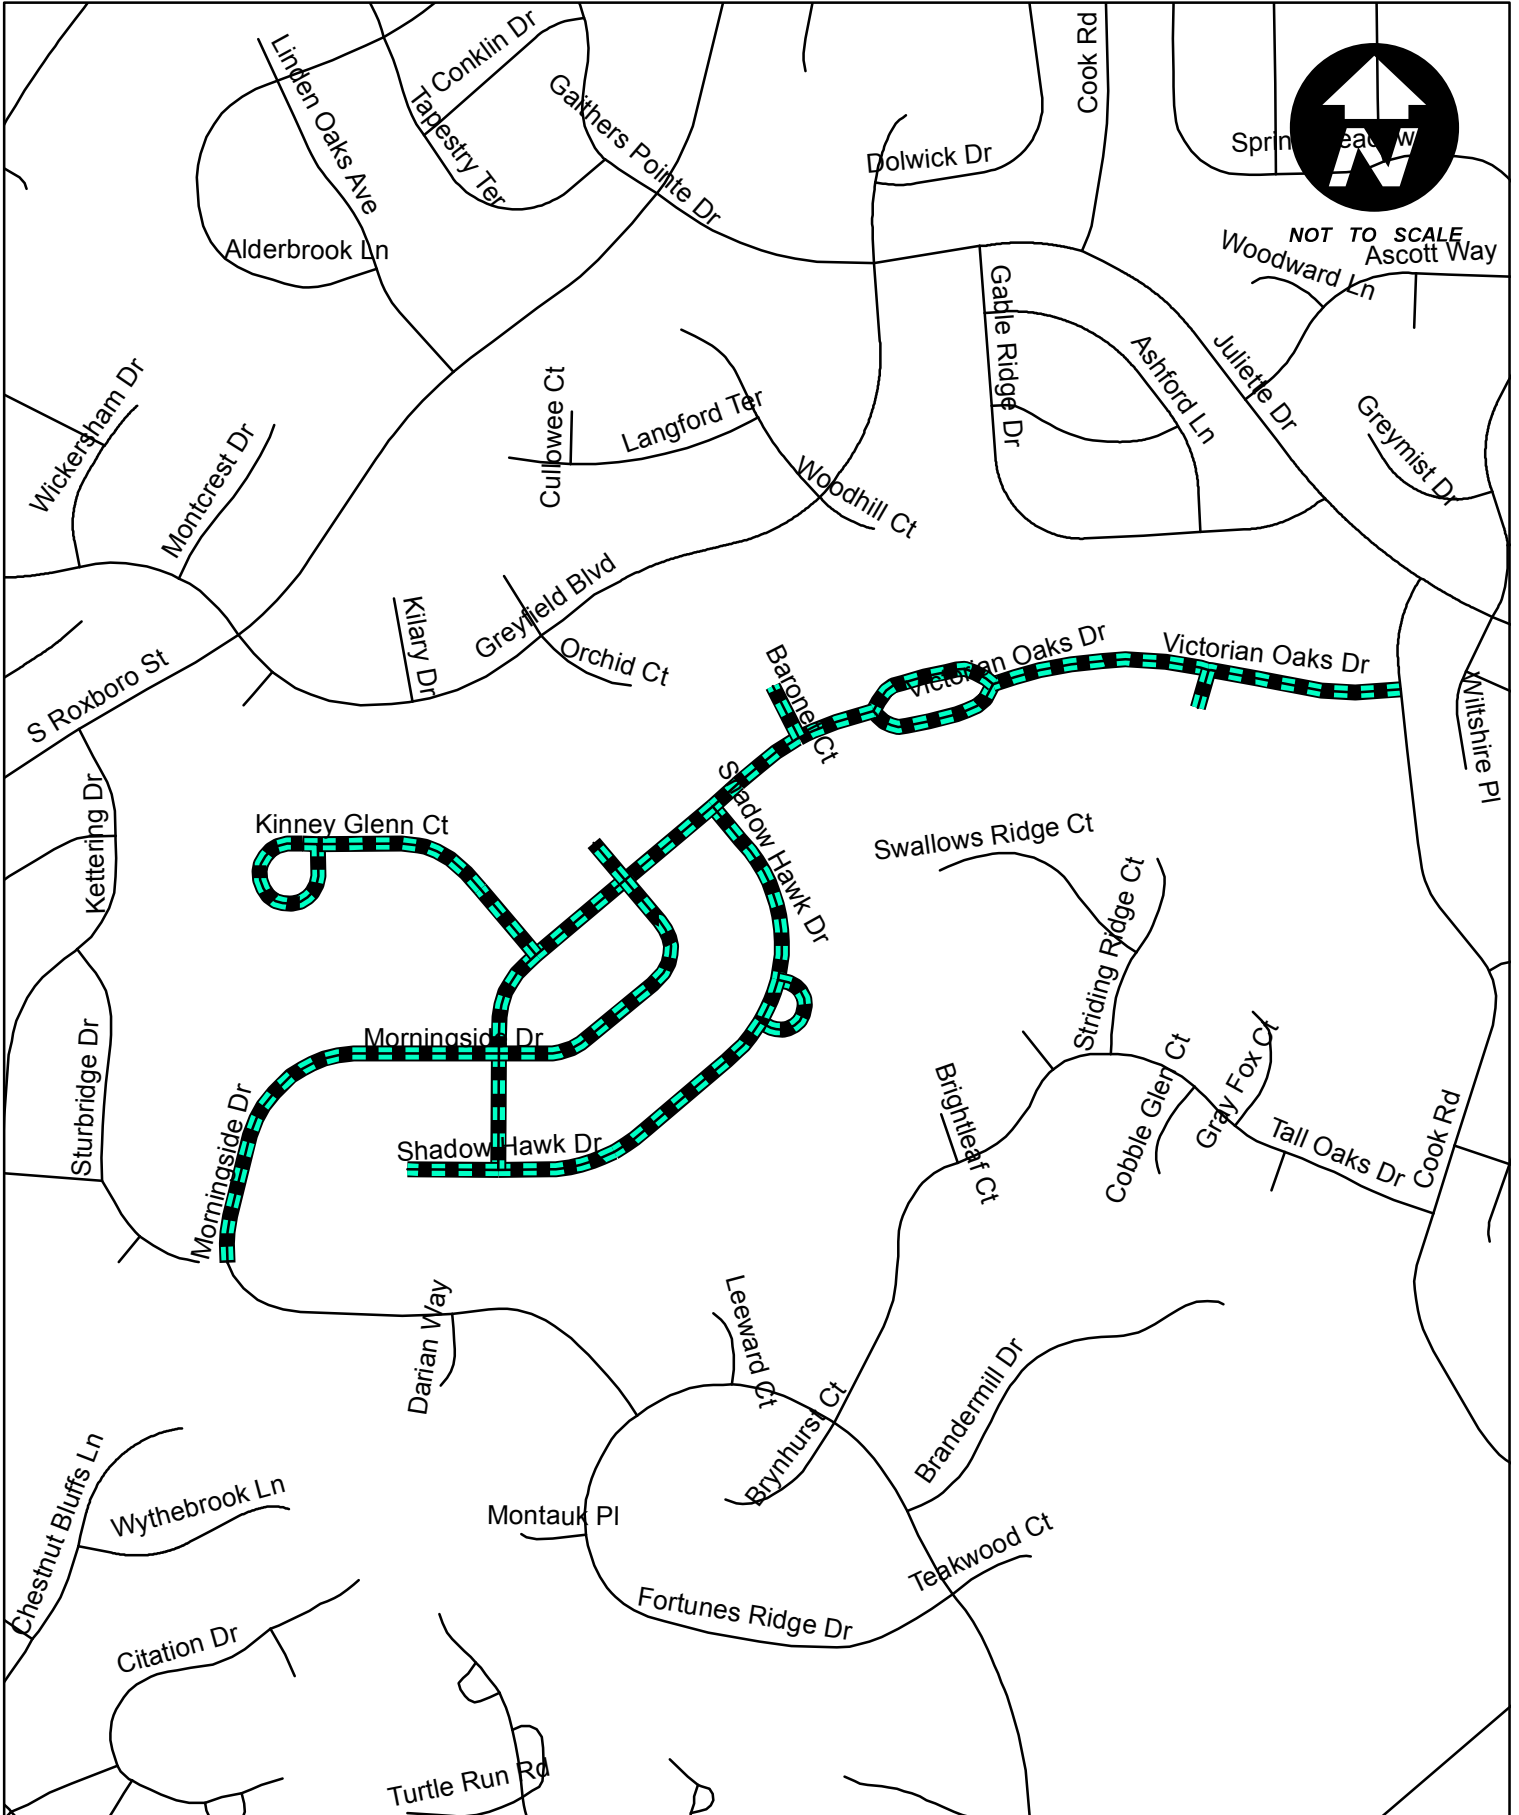 Conklin Dr
Cook Rd
Linden Oaks Ave
Tapestry Ter
Gaithers Pointe Dr
Dolwick Dr
N
NOT TO SCALE
Alderbrook Ln
Woodward Ln
Ascott Way
Gable Ridge Dr
Ashford Ln
Juliette Dr
Wickersham Dr
Montcrest Dr
Cullowee Ct
Langford Ter
Greymist Dr
Woodhill Ct
Kilary Dr
Greyfield Blvd
Orchid Ct
S Roxboro St
Baronet Ct
Victorian Oaks Dr
Victorian Oaks Dr
Wiltshire Pl
Kettering Dr
Kinney Glenn Ct
Shadow Hawk Dr
Swallows Ridge Ct
Striding Ridge Ct
Sturbridge Dr
Morningside Dr
Morningside Dr
Shadow Hawk Dr
Brightleaf Ct
Cobble Glen Ct
Gray Fox Ct
Tall Oaks Dr
Cook Rd
Darian Way
Leeward Ct
Brynhurst Ct
Brandermill Dr
Chestnut Bluffs Ln
Wythebrook Ln
Montauk Pl
Teakwood Ct
Fortunes Ridge Dr
Citation Dr
Turtle Run Rd